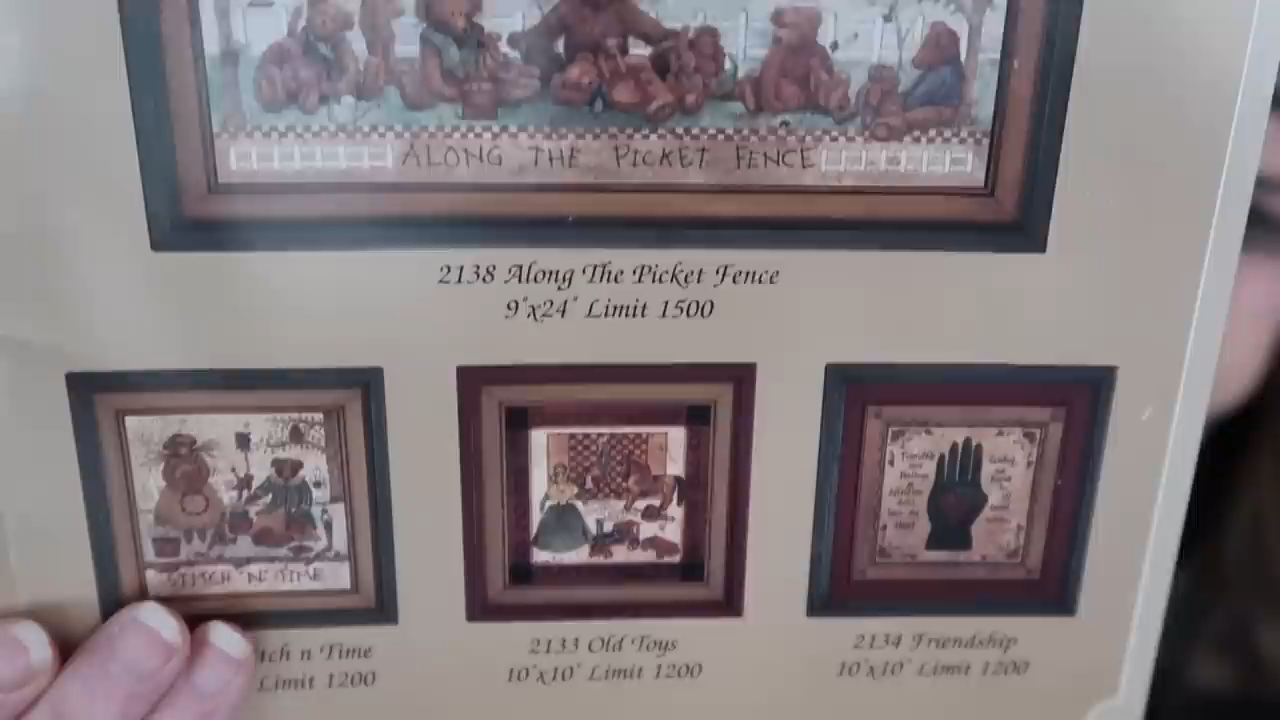 ALONG THE PICKET FENCE
2138 Along The Picket Fence
9"x24" Limit 1500
STITCH 'N' TIME
tch n Time
Limit 1200
2133 Old Toys
10"x10" Limit 1200
2134 Friendship
10"x10" Limit 1200